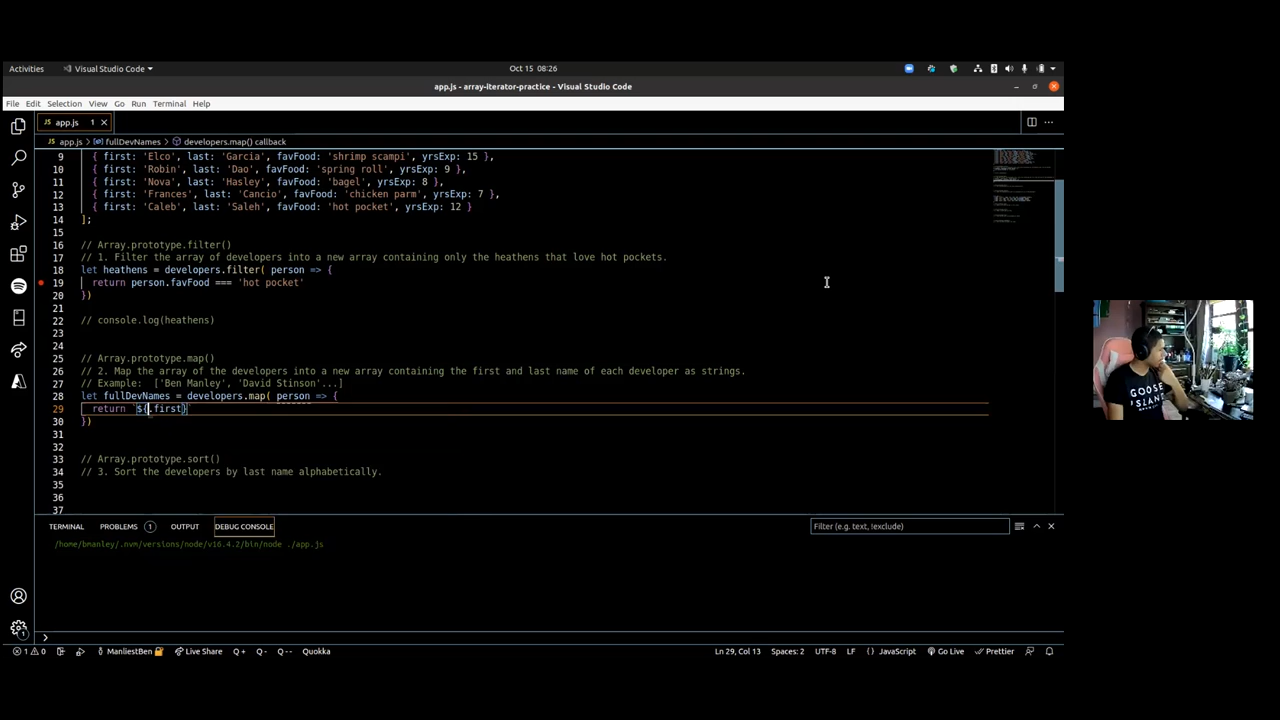 Activities
Visual Studio Code
Oct 15 08:26
app.js - array-iterator-practice - Visual Studio Code
File Edit Selection View Go Run Terminal Help
app.js 1
app.js > fullDevNames > developers.map() callback
9 { first: 'Elco', last: 'Garcia', favFood: 'shrimp scampi', yrsExp: 15 },
10 { first: 'Robin', last: 'Dao', favFood: 'spring roll', yrsExp: 9 },
11 { first: 'Nova', last: 'Hasley', favFood: 'bagel', yrsExp: 8 },
12 { first: 'Frances', last: 'Cancio', favFood: 'chicken parm', yrsExp: 7 },
13 { first: 'Caleb', last: 'Saleh', favFood: 'hot pocket', yrsExp: 12 }
14 ];
15
16 // Array.prototype.filter()
17 // 1. Filter the array of developers into a new array containing only the heathens that love hot pockets.
18 let heathens = developers.filter( person => {
19 return person.favFood === 'hot pocket'
20 })
21
22 // console.log(heathens)
23
24
25 // Array.prototype.map()
26 // 2. Map the array of the developers into a new array containing the first and last name of each developer as strings.
27 // Example: ['Ben Manley', 'David Stinson'...]
28 let fullDevNames = developers.map( person => {
29 return `${.first}`
30 })
31
32
33 // Array.prototype.sort()
34 // 3. Sort the developers by last name alphabetically.
35
36
37
TERMINAL PROBLEMS 1 OUTPUT DEBUG CONSOLE
Filter (e.g. text, !exclude)
/home/bmanley/.nvm/versions/node/v16.4.2/bin/node ./app.js
GOOSE
ISLAND
1 0 ManliestBen Live Share Q + Q - Q -- Quokka
Ln 29, Col 13 Spaces: 2 UTF-8 LF JavaScript Go Live Prettier